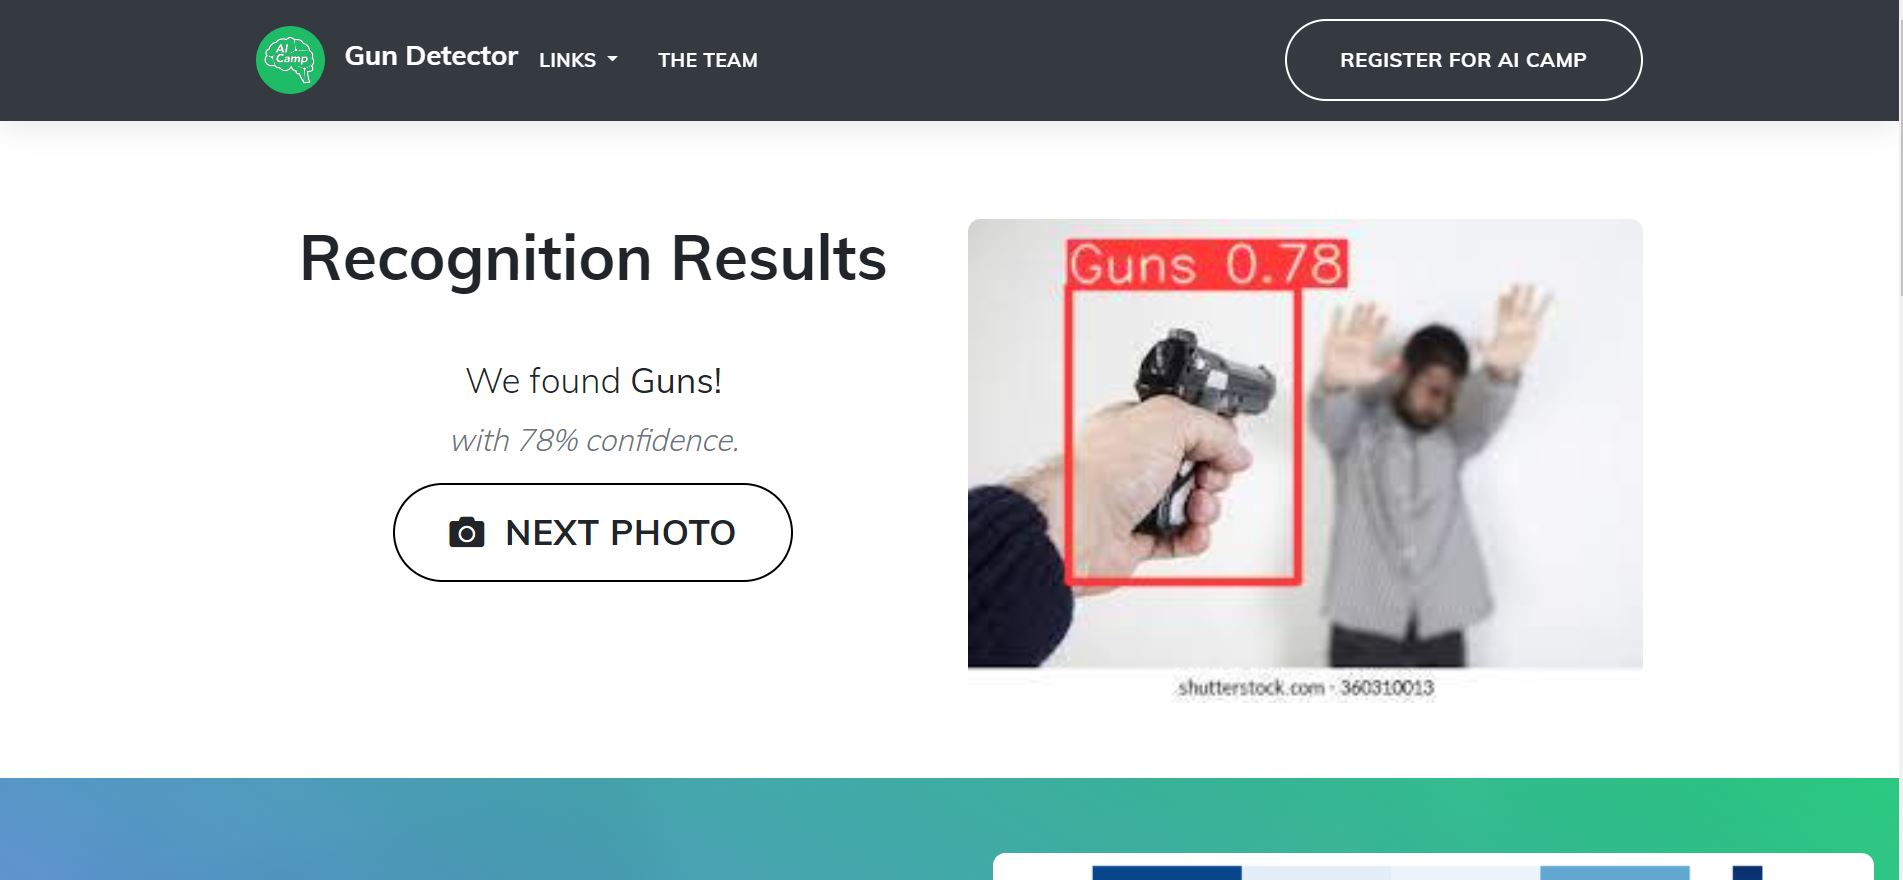 AI
Camp
Gun Detector
LINKS
THE TEAM
REGISTER FOR AI CAMP
Recognition Results
We found Guns!
with 78% confidence.
NEXT PHOTO
Guns 0.78
shutterstock.com · 360310013